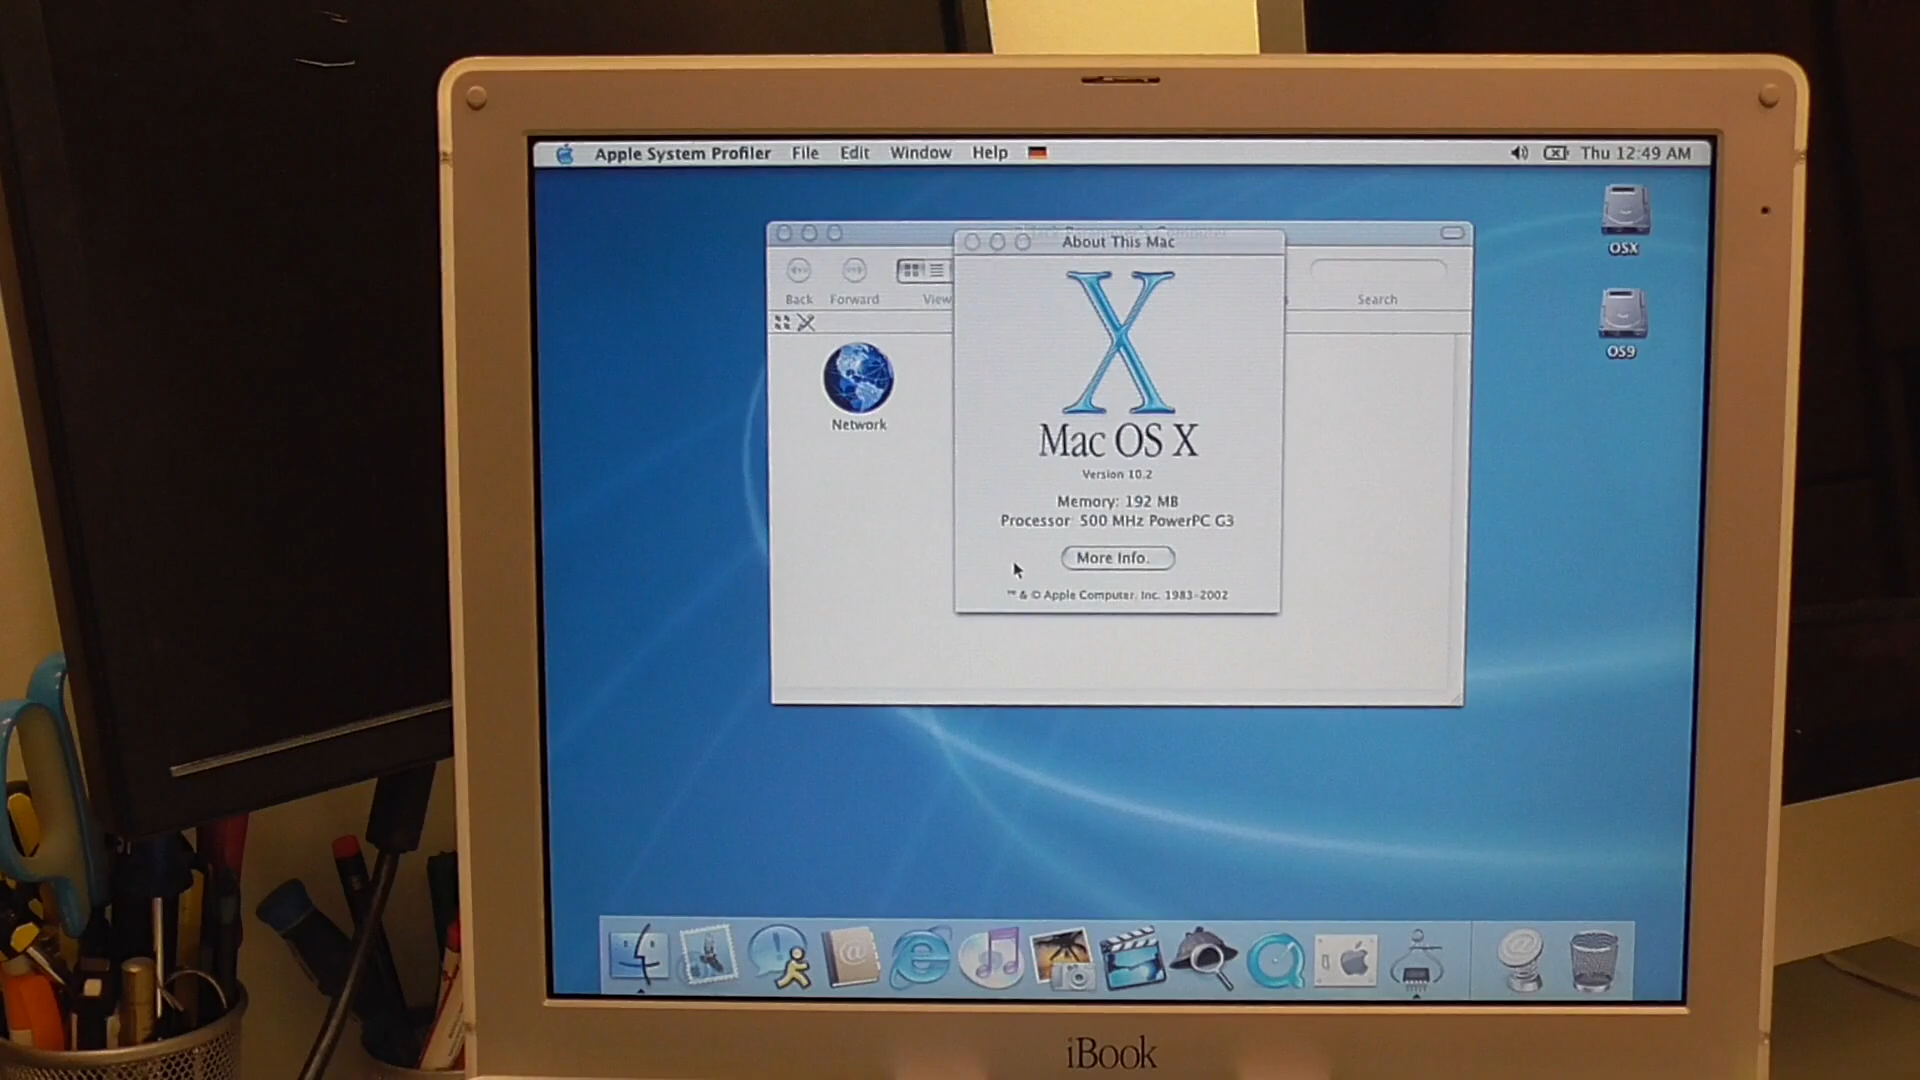 Apple System Profiler File Edit Window Help Thu 12:49 AM
OSX
OS9
About This Mac
Back Forward View Search
Network
Mac OS X
Version 10.2
Memory: 192 MB
Processor: 500 MHz PowerPC G3
More Info...
™ & © Apple Computer, Inc. 1983-2002
iBook